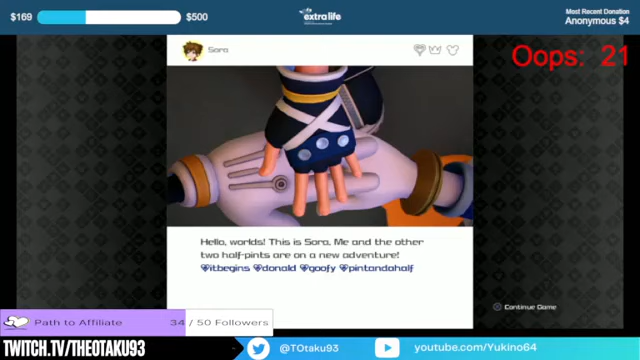 $169
$500
extralife
Most Recent Donation
Anonymous $4
Sora
Oops: 21
Hello, worlds! This is Sora. Me and the other
two half-pints are on a new adventure!
itbegins donald goofy pintandahalf
Continue Game
Path to Affiliate
34 / 50 Followers
TWITCH.TV/THEOTAKU93
@TOtaku93
youtube.com/Yukino64